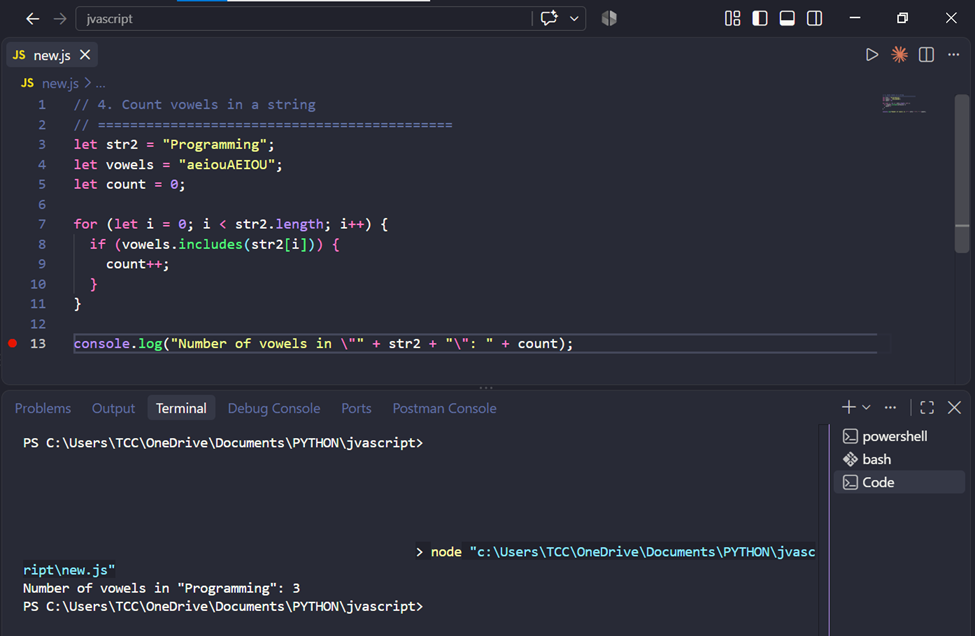 jvascript
JS new.js
JS new.js > ...
1 // 4. Count vowels in a string
2 // ============================================
3 let str2 = "Programming";
4 let vowels = "aeiouAEIOU";
5 let count = 0;
6
7 for (let i = 0; i < str2.length; i++) {
8   if (vowels.includes(str2[i])) {
9     count++;
10   }
11 }
12
13 console.log("Number of vowels in \"" + str2 + "\": " + count);
Problems Output Terminal Debug Console Ports Postman Console
PS C:\Users\TCC\OneDrive\Documents\PYTHON\jvascript>
powershell
bash
Code
> node "c:\Users\TCC\OneDrive\Documents\PYTHON\jvasc
ript\new.js"
Number of vowels in "Programming": 3
PS C:\Users\TCC\OneDrive\Documents\PYTHON\jvascript>